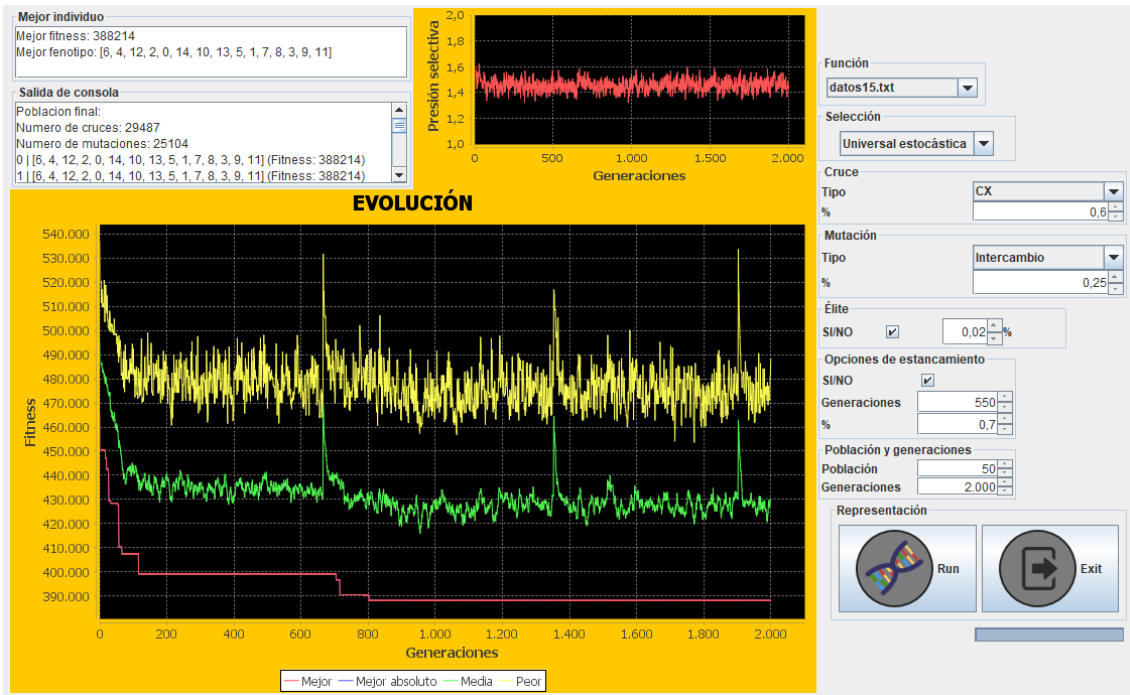 Mejor individuo
Mejor fitness: 388214
Mejor fenotipo: [6, 4, 12, 2, 0, 14, 10, 13, 5, 1, 7, 8, 3, 9, 11]
Salida de consola
Poblacion final:
Numero de cruces: 29487
Numero de mutaciones: 25104
0 | [6, 4, 12, 2, 0, 14, 10, 13, 5, 1, 7, 8, 3, 9, 11] (Fitness: 388214)
1 | [6, 4, 12, 2, 0, 14, 10, 13, 5, 1, 7, 8, 3, 9, 11] (Fitness: 388214)
Presión selectiva
2,0
1,8
1,6
1,4
1,2
1,0
0 500 1.000 1.500 2.000
Generaciones
EVOLUCIÓN
Fitness
540.000
530.000
520.000
510.000
500.000
490.000
480.000
470.000
460.000
450.000
440.000
430.000
420.000
410.000
400.000
390.000
0 200 400 600 800 1.000 1.200 1.400 1.600 1.800 2.000
Generaciones
Mejor Mejor absoluto Media Peor
Función
datos15.txt
Selección
Universal estocástica
Cruce
Tipo CX
% 0,6
Mutación
Tipo Intercambio
% 0,25
Élite
SI/NO 0,02 %
Opciones de estancamiento
SI/NO
Generaciones 550
% 0,7
Población y generaciones
Población 50
Generaciones 2.000
Representación
Run Exit